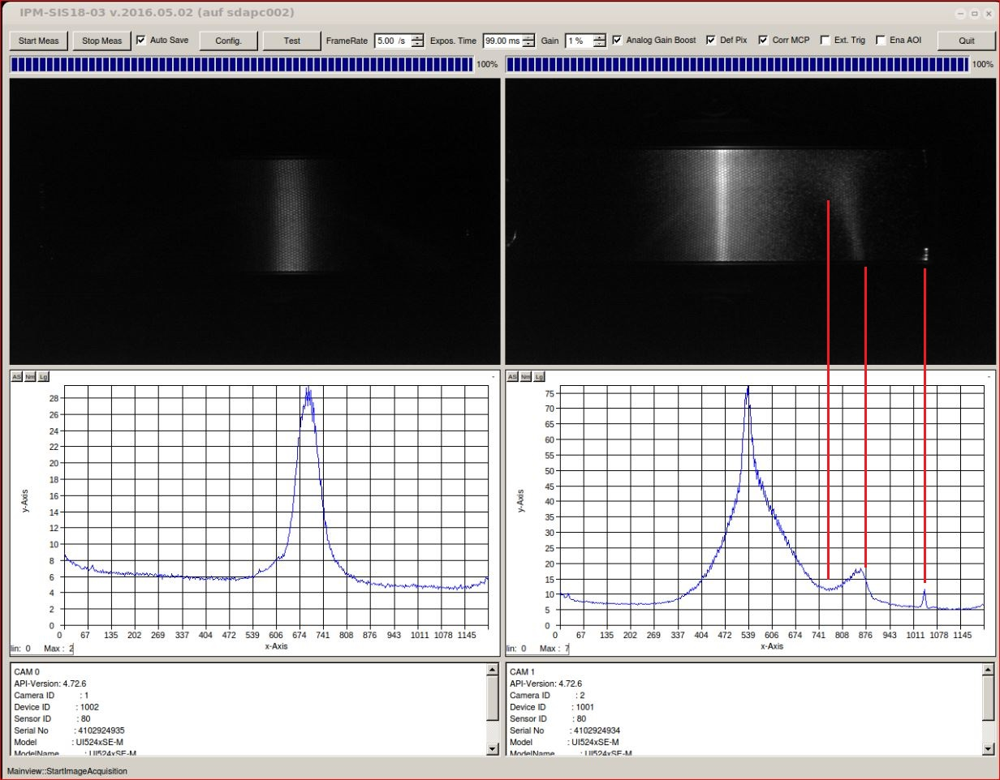 IPM-SIS18-03 v.2016.05.02 (auf sdapc002)
Start Meas Stop Meas Auto Save Config. Test FrameRate 5.00 /s Expos. Time 99.00 ms Gain 1 % Analog Gain Boost Def Pix Corr MCP Ext. Trig Ena AOI Quit
100% 100%
AS Nm Lg -
28
26
24
22
20
18
16
14
12
10
8
6
4
2
0
y-Axis
0 67 135 202 269 337 404 472 539 606 674 741 808 876 943 1011 1078 1145
x-Axis
lin: 0 Max : 2
AS Nm Lg -
75
70
65
60
55
50
45
40
35
30
25
20
15
10
5
0
y-Axis
0 67 135 202 269 337 404 472 539 606 674 741 808 876 943 1011 1078 1145
x-Axis
lin: 0 Max : 7
CAM 0
API-Version: 4.72.6
Camera ID : 1
Device ID : 1002
Sensor ID : 80
Serial No : 4102924935
Model : UI524xSE-M
ModelName : UI524xSE-M
CAM 1
API-Version: 4.72.6
Camera ID : 2
Device ID : 1001
Sensor ID : 80
Serial No : 4102924934
Model : UI524xSE-M
ModelName : UI524xSE-M
Mainview::StartImageAcquisition